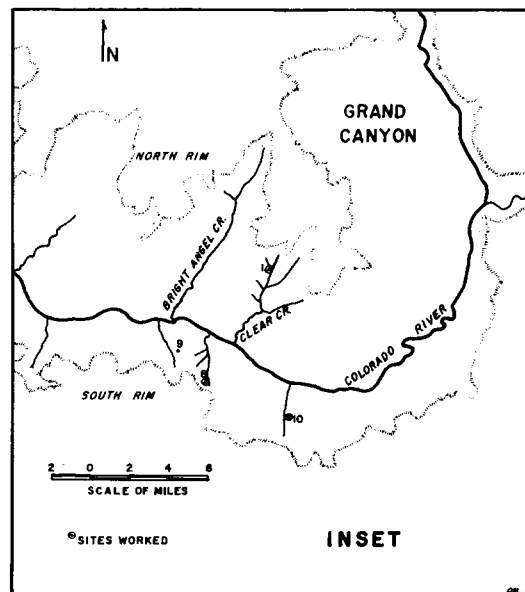 N
GRAND
CANYON
NORTH RIM
BRIGHT ANGEL CR.
CLEAR CR.
COLORADO RIVER
9
8
SOUTH RIM
10
2 0 2 4 6
SCALE OF MILES
SITES WORKED
INSET